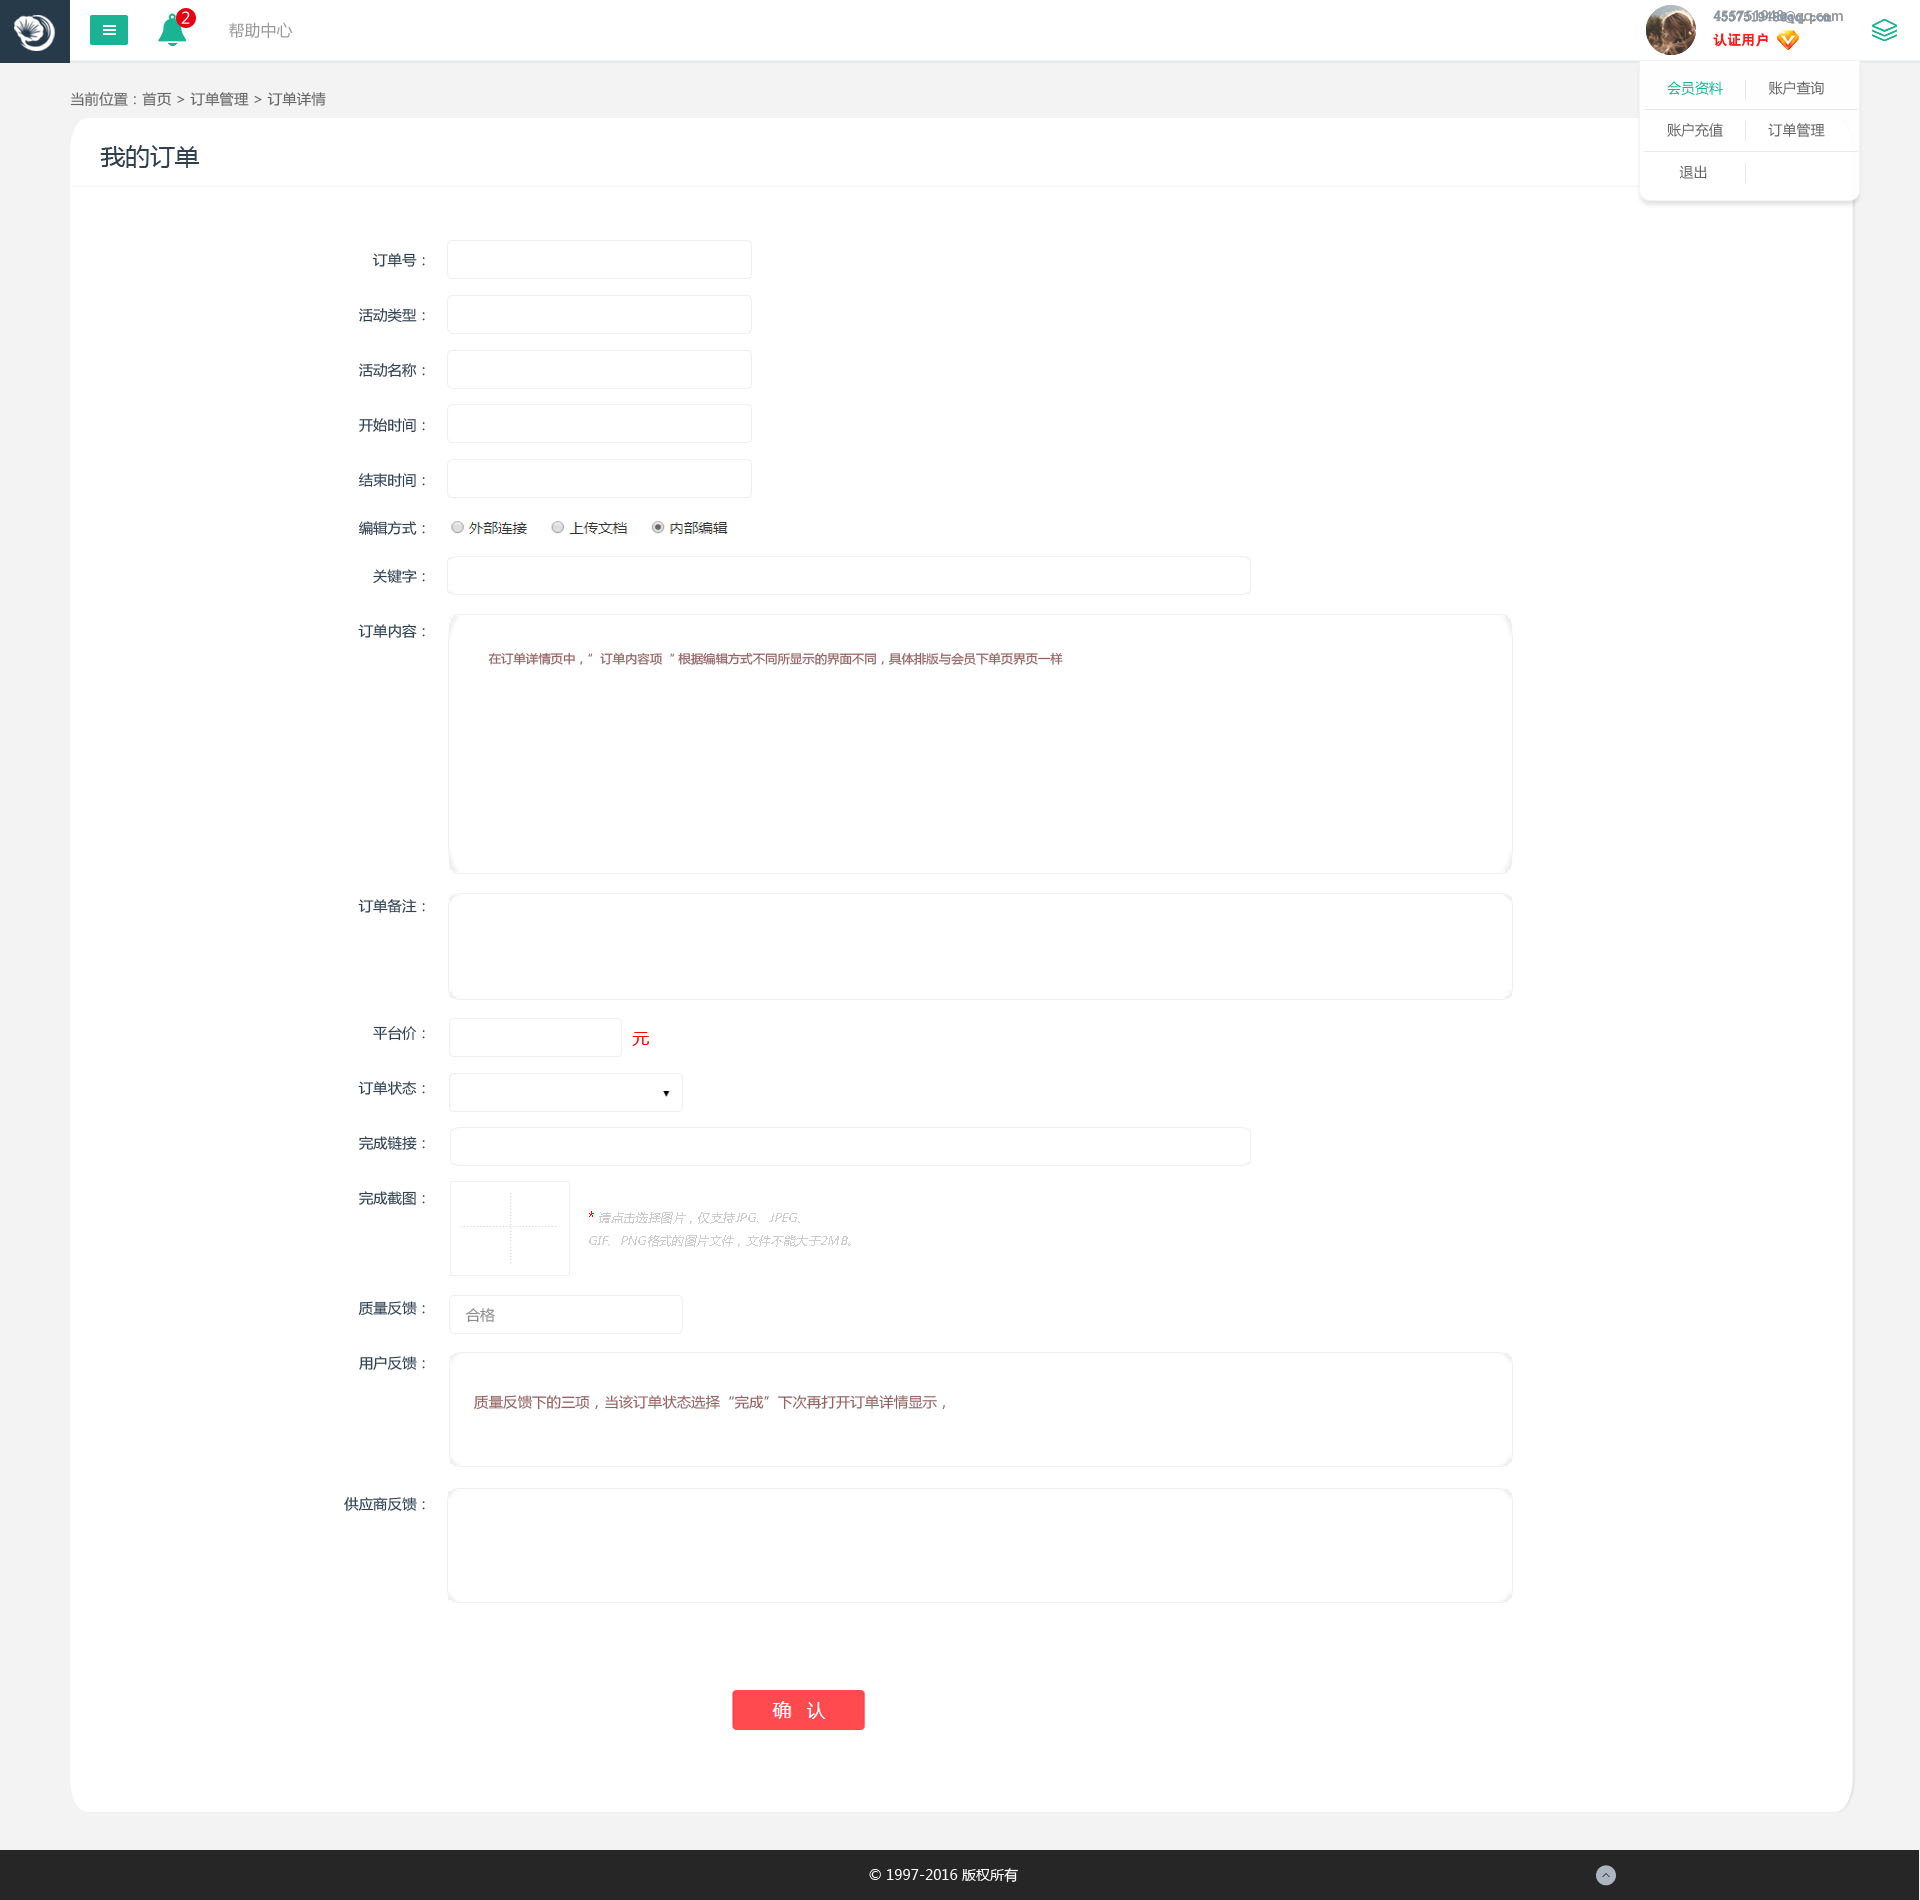 2
帮助中心
认证用户
会员资料 账户查询
账户充值 订单管理
退出
当前位置：首页 > 订单管理 > 订单详情
我的订单
订单号：
活动类型：
活动名称：
开始时间：
结束时间：
编辑方式： 外部连接 上传文档 内部编辑
关键字：
订单内容：
在订单详情页中，”订单内容项 “根据编辑方式不同所显示的界面不同，具体排版与会员下单页界页一样
订单备注：
平台价： 元
订单状态：
完成链接：
完成截图：
* 请点击选择图片，仅支持JPG、JPEG、
GIF、PNG格式的图片文件，文件不能大于2MB。
质量反馈： 合格
用户反馈：
质量反馈下的三项，当该订单状态选择“完成”下次再打开订单详情显示，
供应商反馈：
确 认
© 1997-2016 版权所有